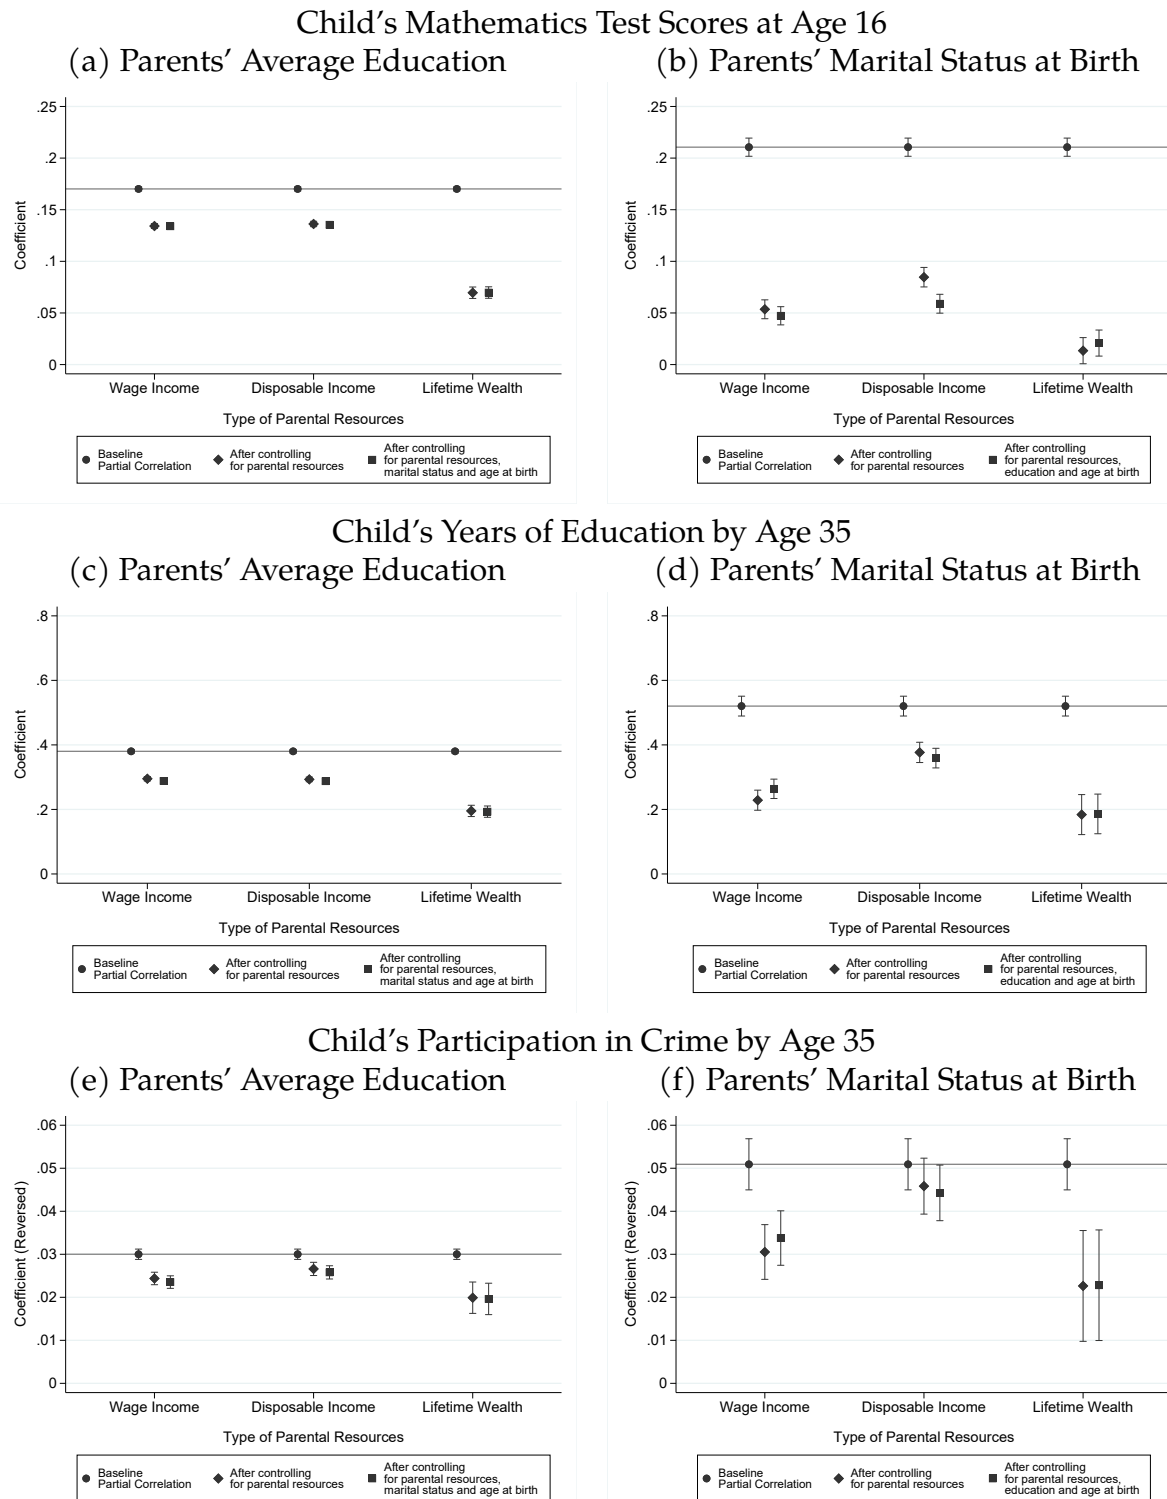 Child's Mathematics Test Scores at Age 16
(a) Parents' Average Education
.25
.2
.15
.1
.05
0
Coefficient
Wage Income
Disposable Income
Lifetime Wealth
Type of Parental Resources
Baseline
Partial Correlation
After controlling
for parental resources
After controlling
for parental resources,
marital status and age at birth
(b) Parents' Marital Status at Birth
.25
.2
.15
.1
.05
0
Coefficient
Wage Income
Disposable Income
Lifetime Wealth
Type of Parental Resources
Baseline
Partial Correlation
After controlling
for parental resources
After controlling
for parental resources,
education and age at birth
Child's Years of Education by Age 35
(c) Parents' Average Education
.8
.6
.4
.2
0
Coefficient
Wage Income
Disposable Income
Lifetime Wealth
Type of Parental Resources
Baseline
Partial Correlation
After controlling
for parental resources
After controlling
for parental resources,
marital status and age at birth
(d) Parents' Marital Status at Birth
.8
.6
.4
.2
0
Coefficient
Wage Income
Disposable Income
Lifetime Wealth
Type of Parental Resources
Baseline
Partial Correlation
After controlling
for parental resources
After controlling
for parental resources,
education and age at birth
Child's Participation in Crime by Age 35
(e) Parents' Average Education
.06
.05
.04
.03
.02
.01
0
Coefficient (Reversed)
Wage Income
Disposable Income
Lifetime Wealth
Type of Parental Resources
Baseline
Partial Correlation
After controlling
for parental resources
After controlling
for parental resources,
marital status and age at birth
(f) Parents' Marital Status at Birth
.06
.05
.04
.03
.02
.01
0
Coefficient (Reversed)
Wage Income
Disposable Income
Lifetime Wealth
Type of Parental Resources
Baseline
Partial Correlation
After controlling
for parental resources
After controlling
for parental resources,
education and age at birth